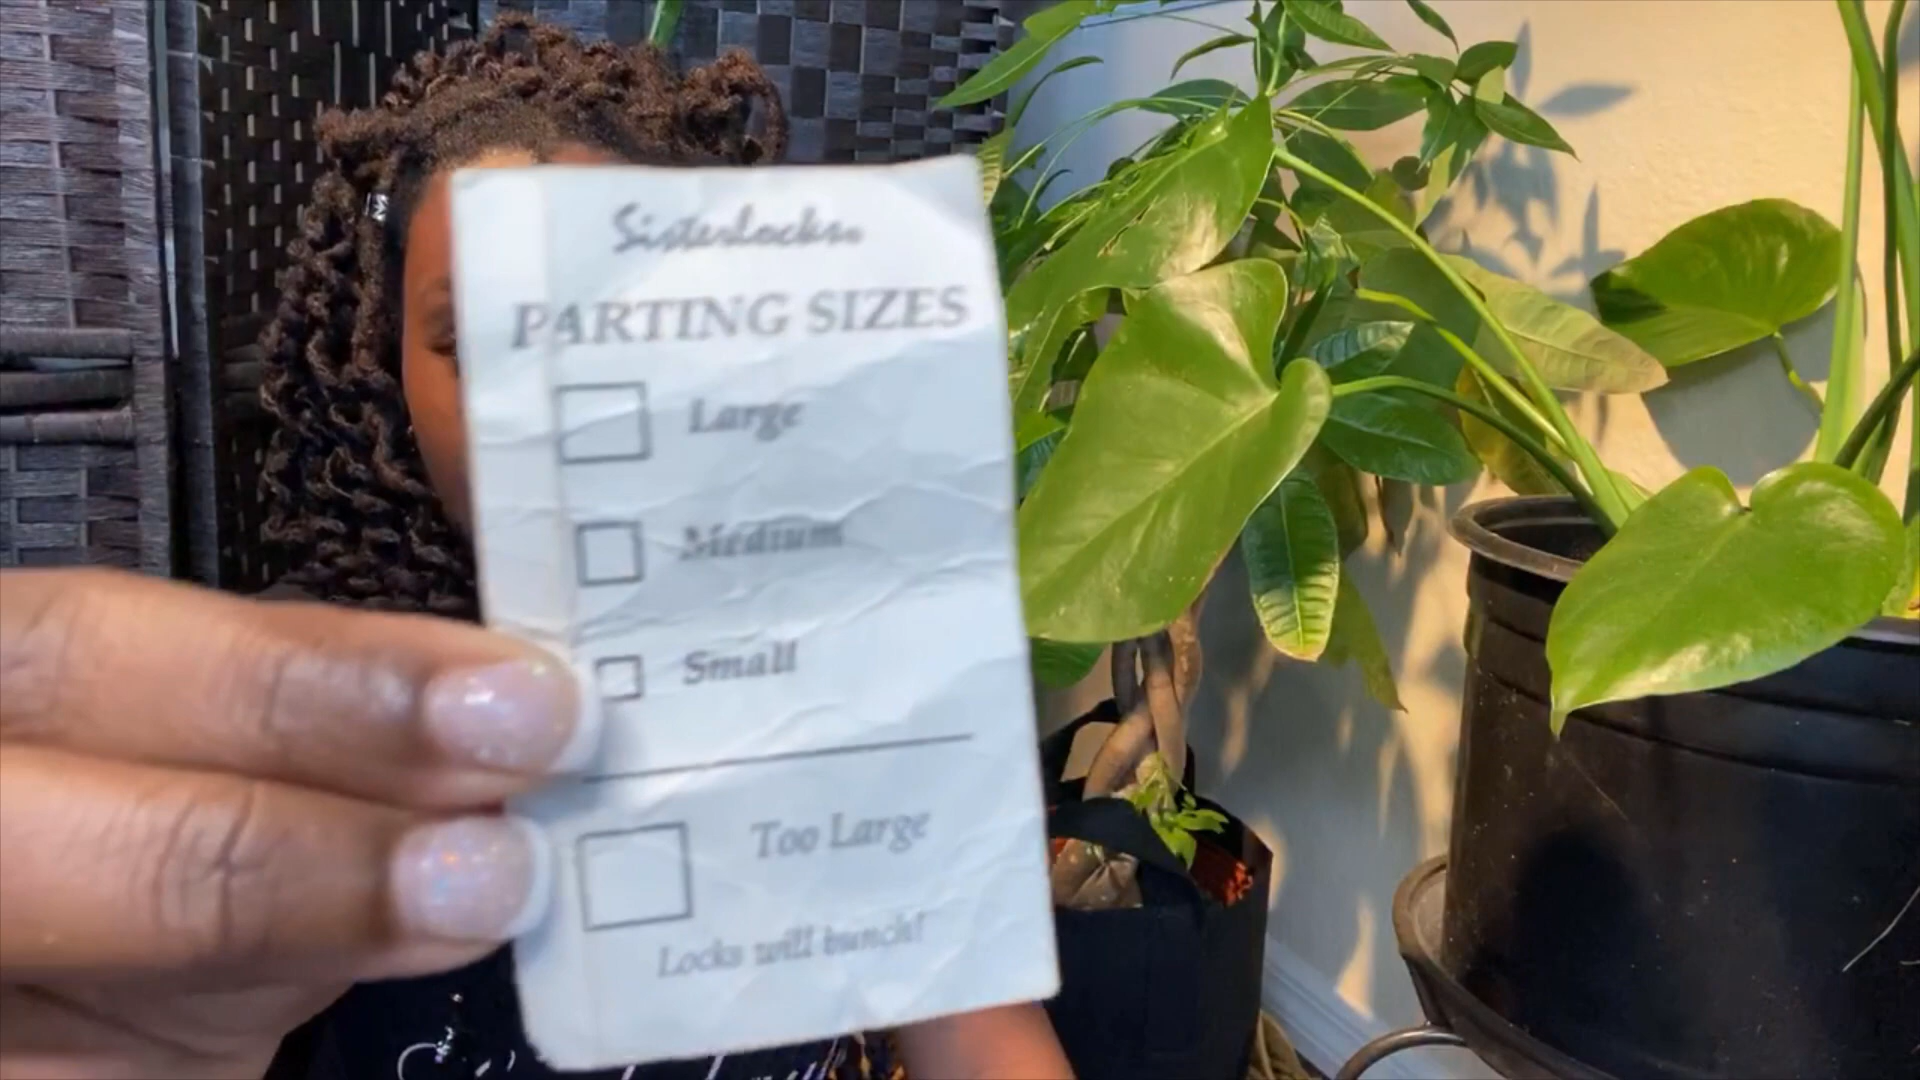 Sisterlocks
PARTING SIZES
Large
Medium
Small
Too Large
Locks will bunch!